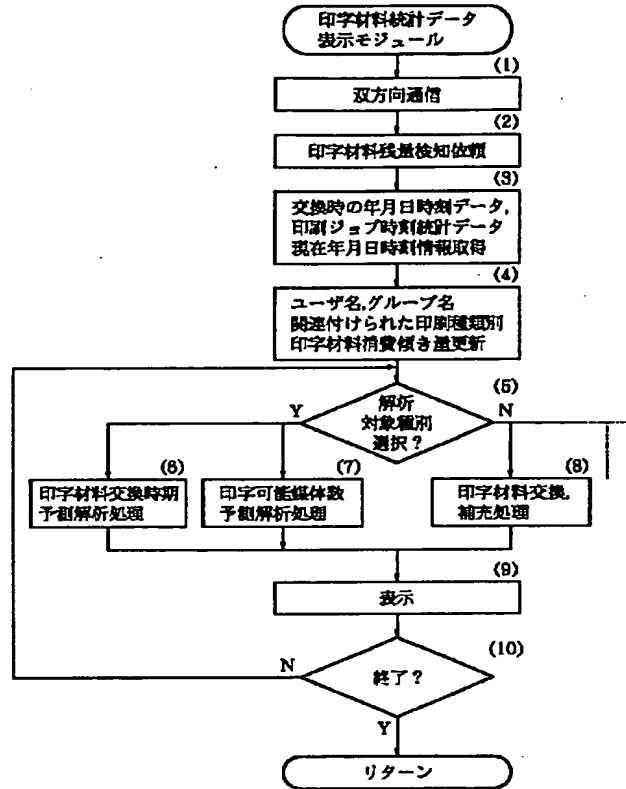 印字材料統計データ
表示モジュール
(1)
双方向通信
(2)
印字材料残量検知依頼
(3)
交換時の年月日時刻データ,
印刷ジョブ時刻統計データ
現在年月日時刻情報取得
(4)
ユーザ名,グループ名
関連付けられた印刷種類別
印字材料消費傾き量更新
(5)
解析
対象種別
選択?
Y
N
(6)
印字材料交換時期
予測解析処理
(7)
印字可能媒体数
予測解析処理
(8)
印字材料交換,
補充処理
(9)
表示
(10)
終了?
N
Y
リターン